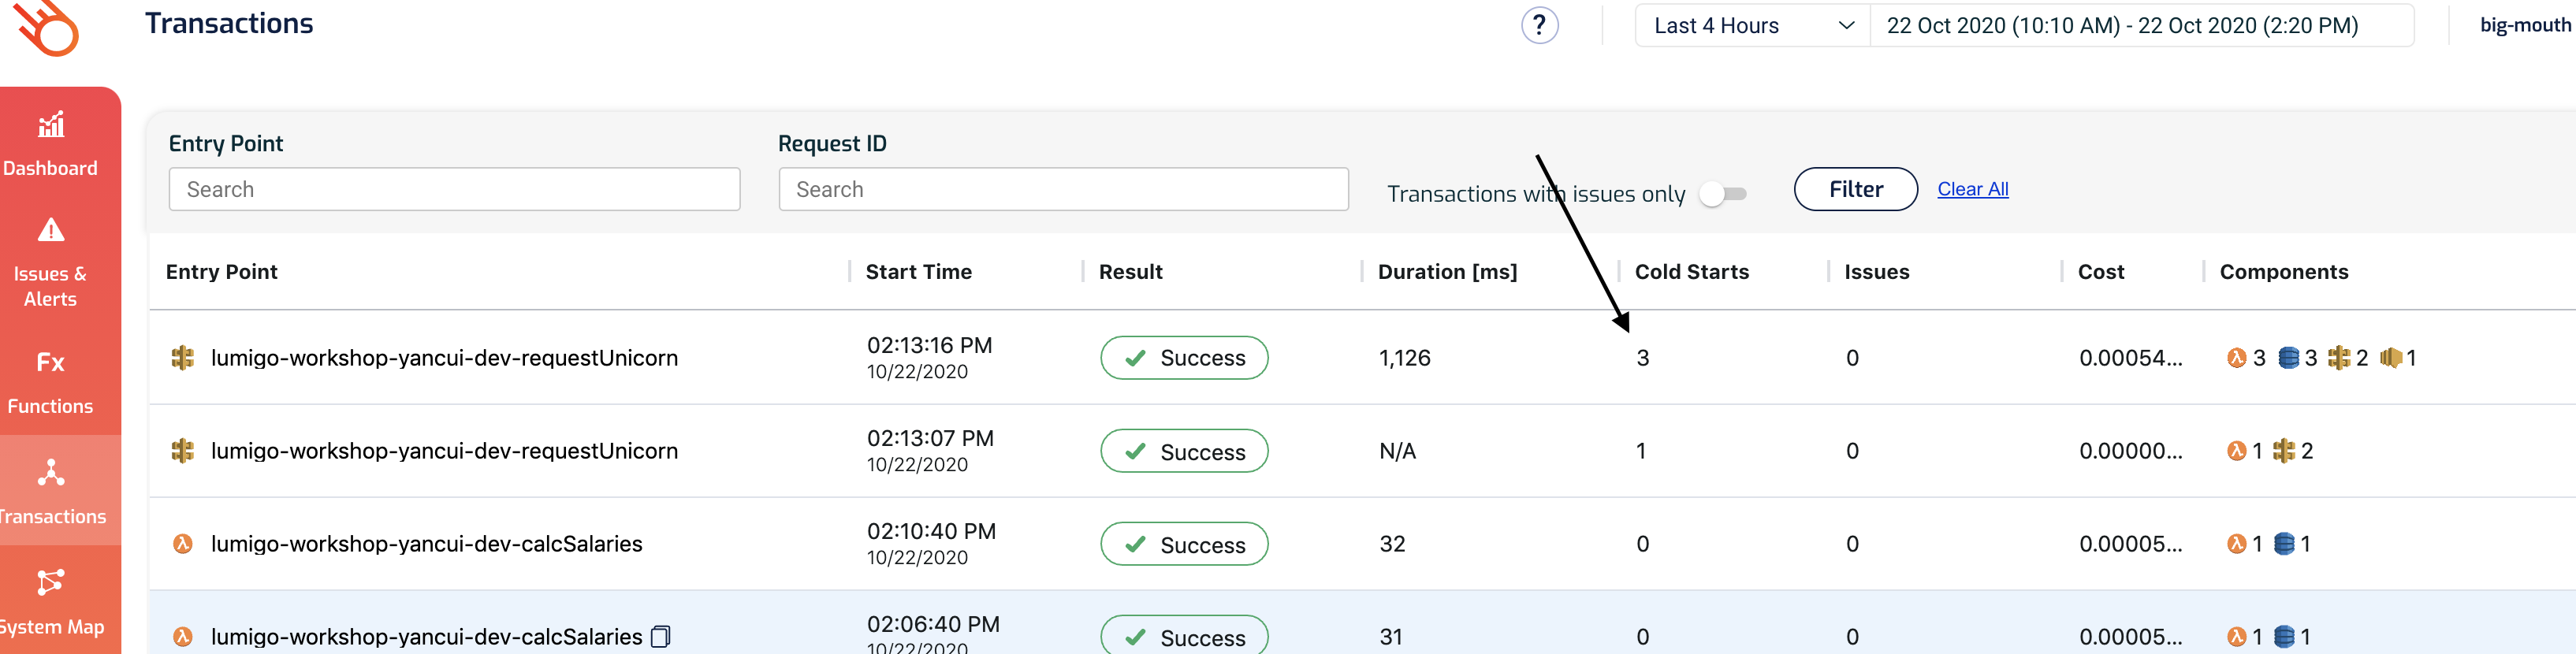 Transactions
?
Last 4 Hours
22 Oct 2020 (10:10 AM) - 22 Oct 2020 (2:20 PM)
big-mouth
Dashboard
Issues &
Alerts
Fx
Functions
Transactions
System Map
Entry Point
Request ID
Search
Search
Transactions with issues only
Filter
Clear All
Entry Point Start Time Result Duration [ms] Cold Starts Issues Cost Components
lumigo-workshop-yancui-dev-requestUnicorn 02:13:16 PM Success 1,126 3 0 0.00054... 3 3 2 1
10/22/2020
lumigo-workshop-yancui-dev-requestUnicorn 02:13:07 PM Success N/A 1 0 0.00000... 1 2
10/22/2020
lumigo-workshop-yancui-dev-calcSalaries 02:10:40 PM Success 32 0 0 0.00005... 1 1
10/22/2020
lumigo-workshop-yancui-dev-calcSalaries 02:06:40 PM Success 31 0 0 0.00005... 1 1
10/22/2020